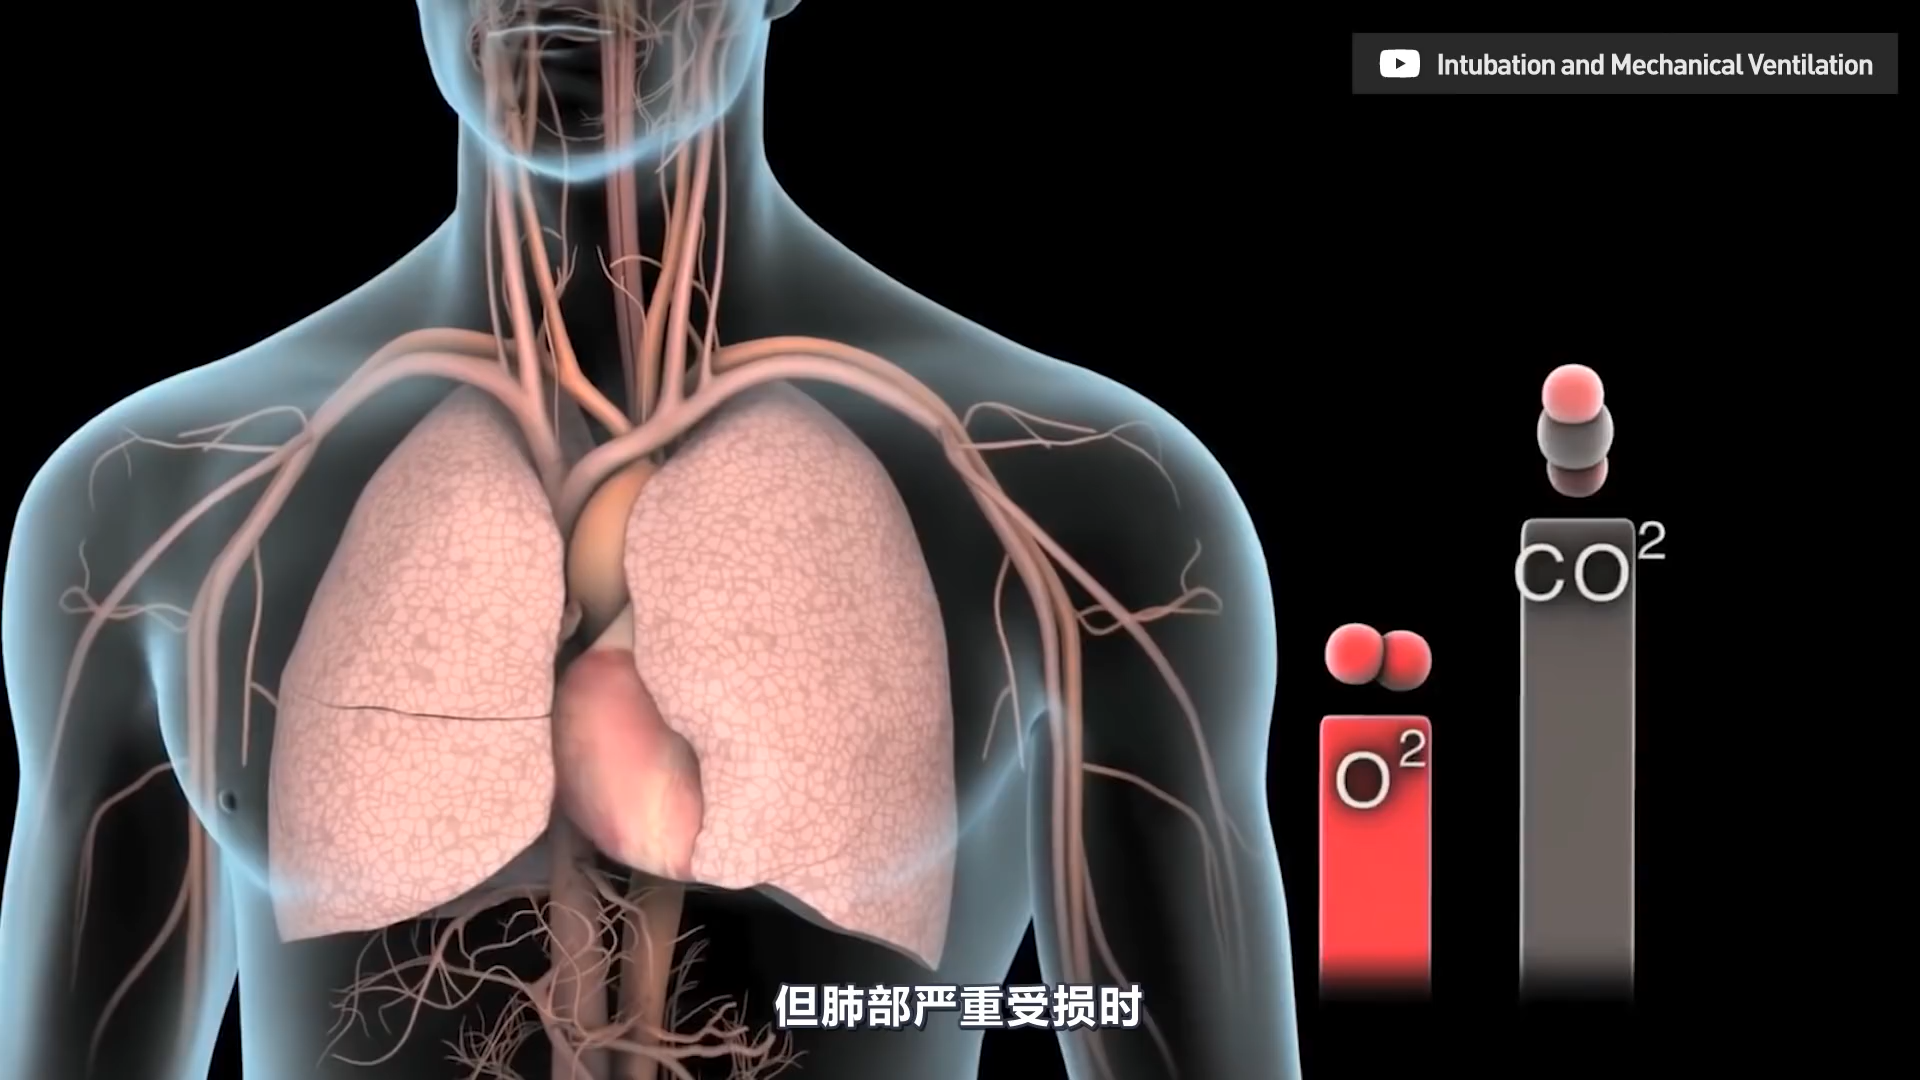 Intubation and Mechanical Ventilation
CO²
O²
但肺部严重受损时